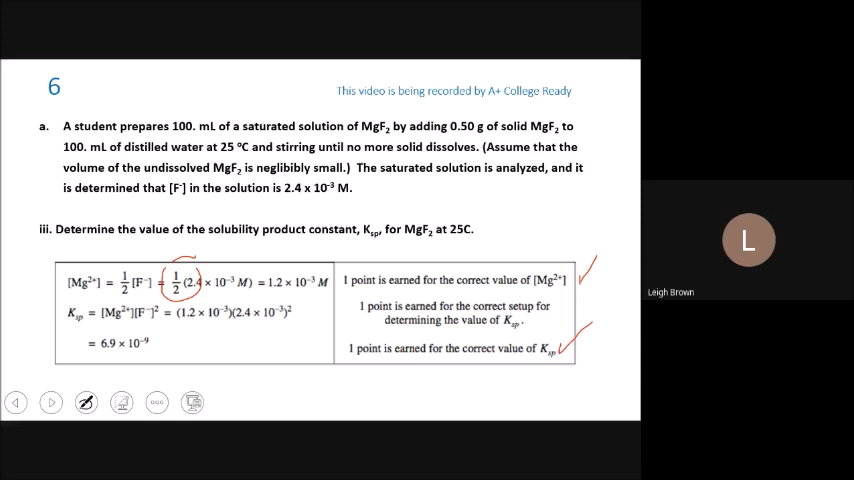 6
This video is being recorded by A+ College Ready
a. A student prepares 100. mL of a saturated solution of MgF₂ by adding 0.50 g of solid MgF₂ to
100. mL of distilled water at 25 °C and stirring until no more solid dissolves. (Assume that the
volume of the undissolved MgF₂ is neglibibly small.) The saturated solution is analyzed, and it
is determined that [F⁻] in the solution is 2.4 x 10⁻³ M.
iii. Determine the value of the solubility product constant, Kₛₚ, for MgF₂ at 25C.
[Mg²⁺] = 1/2 [F⁻] = 1/2 (2.4 × 10⁻³ M) = 1.2 × 10⁻³ M
1 point is earned for the correct value of [Mg²⁺]
Kₛₚ = [Mg²⁺][F⁻]² = (1.2 × 10⁻³)(2.4 × 10⁻³)²
1 point is earned for the correct setup for
determining the value of Kₛₚ.
= 6.9 × 10⁻⁹
1 point is earned for the correct value of Kₛₚ
L
Leigh Brown